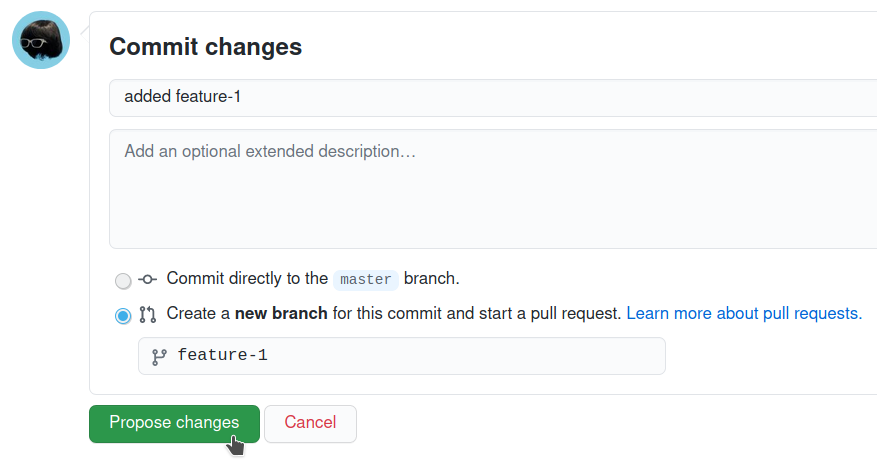 Commit changes
added feature-1
Add an optional extended description…
Commit directly to the master branch.
Create a new branch for this commit and start a pull request. Learn more about pull requests.
feature-1
Propose changes Cancel